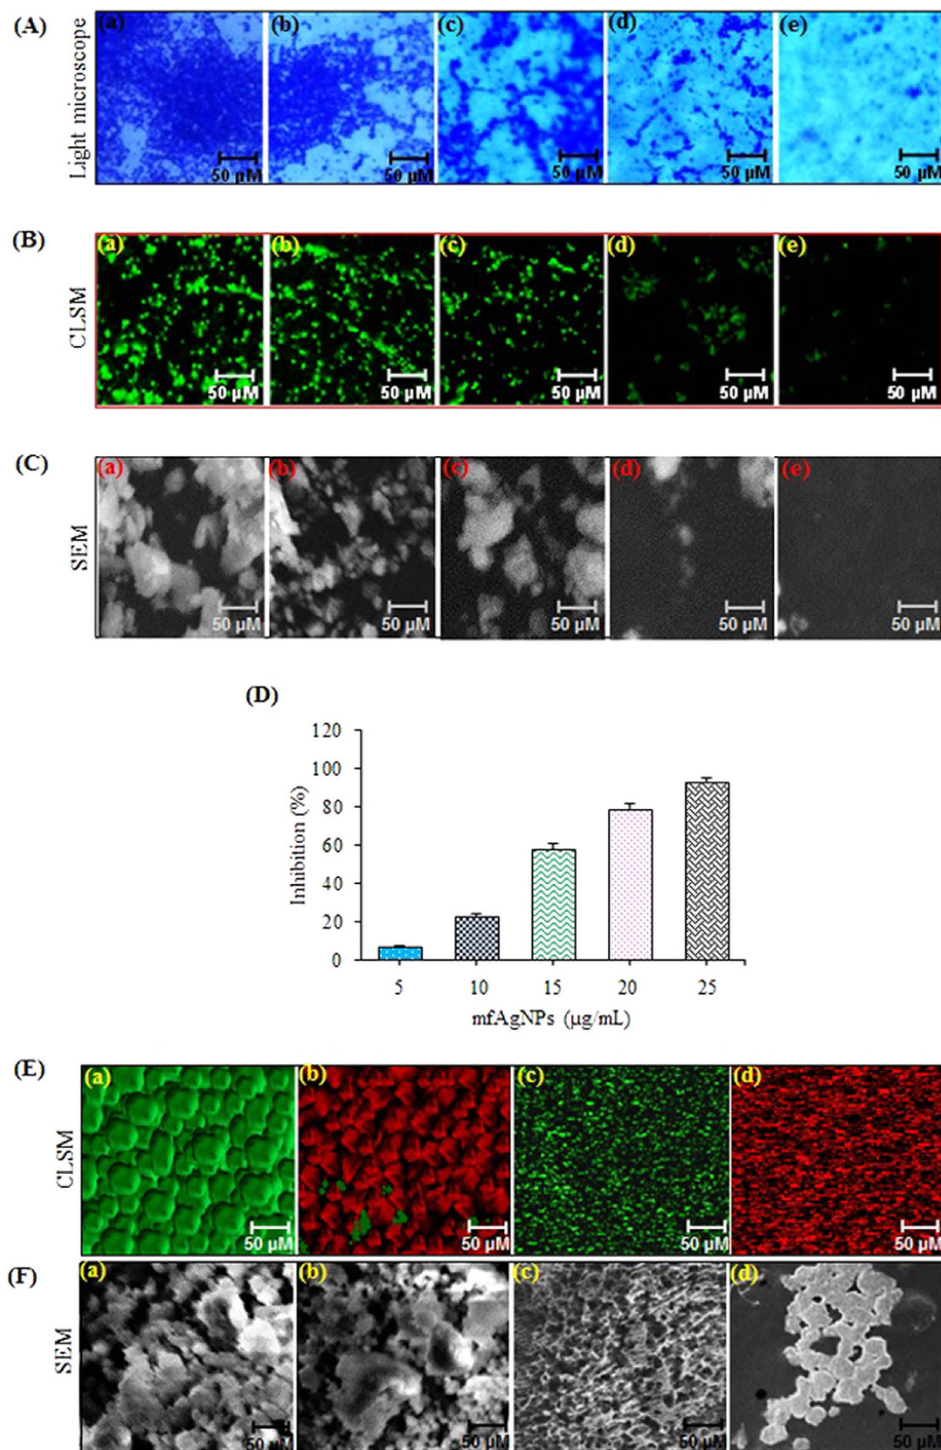 (A)
Light microscope
(a) (b) (c) (d) (e)
50 µM 50 µM 50 µM 50 µM 50 µM
(B)
CLSM
(a) (b) (c) (d) (e)
50 µM 50 µM 50 µM 50 µM 50 µM
(C)
SEM
(a) (b) (c) (d) (e)
50 µM 50 µM 50 µM 50 µM 50 µM
(D)
Inhibition (%)
120
100
80
60
40
20
0
5 10 15 20 25
mfAgNPs (µg/mL)
(E)
CLSM
(a) (b) (c) (d)
50 µM 50 µM 50 µM 50 µM
(F)
SEM
(a) (b) (c) (d)
50 µM 50 µM 50 µM 50 µM